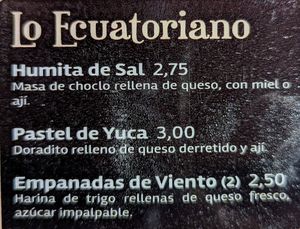 Lo Ecuatoriano
Humita de Sal 2,75
Masa de choclo rellena de queso, con miel o
ají.
Pastel de Yuca 3,00
Doradito relleno de queso derretido y ají.
Empanadas de Viento (2) 2,50
Harina de trigo rellenas de queso fresco,
azúcar impalpable.